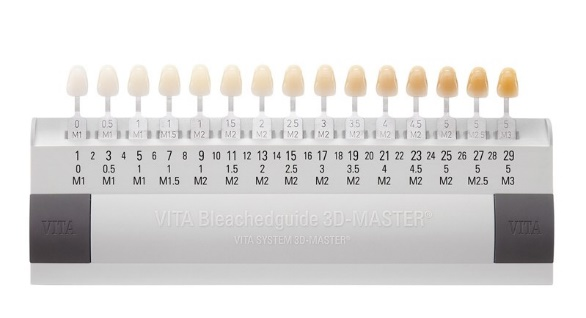 0 0.5 1 1 1 1.5 2 2.5 3 3.5 4 4.5 5 5 5
M1 M1 M1 M1.5 M2 M2 M2 M2 M2 M2 M2 M2 M2 M2.5 M3
1 2 3 4 5 6 7 8 9 10 11 12 13 14 15 16 17 18 19 20 21 22 23 24 25 26 27 28 29
0 0.5 1 1 1 1.5 2 2.5 3 3.5 4 4.5 5 5 5
M1 M1 M1 M1.5 M2 M2 M2 M2 M2 M2 M2 M2 M2 M2.5 M3
VITA VITA Bleachedguide 3D-MASTER® VITA
VITA SYSTEM 3D-MASTER®